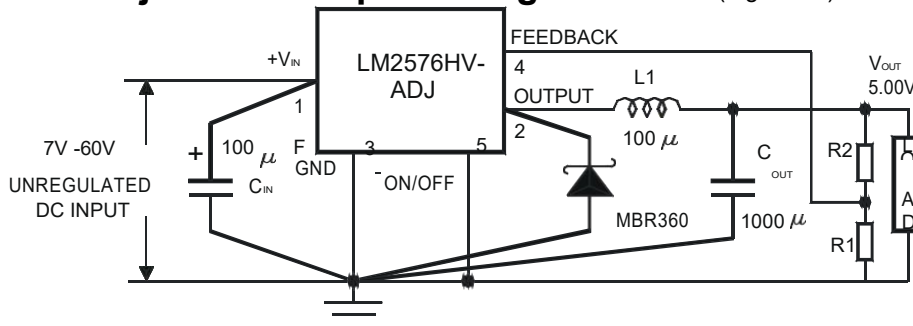 +VIN
LM2576HV-
ADJ
FEEDBACK
4
OUTPUT
2
L1
100 μ
VOUT
5.00V
1
7V -60V
UNREGULATED
DC INPUT
+
100 μ
CIN
F
GND
3
5
ON/OFF
MBR360
C OUT
1000 μ
R2
R1